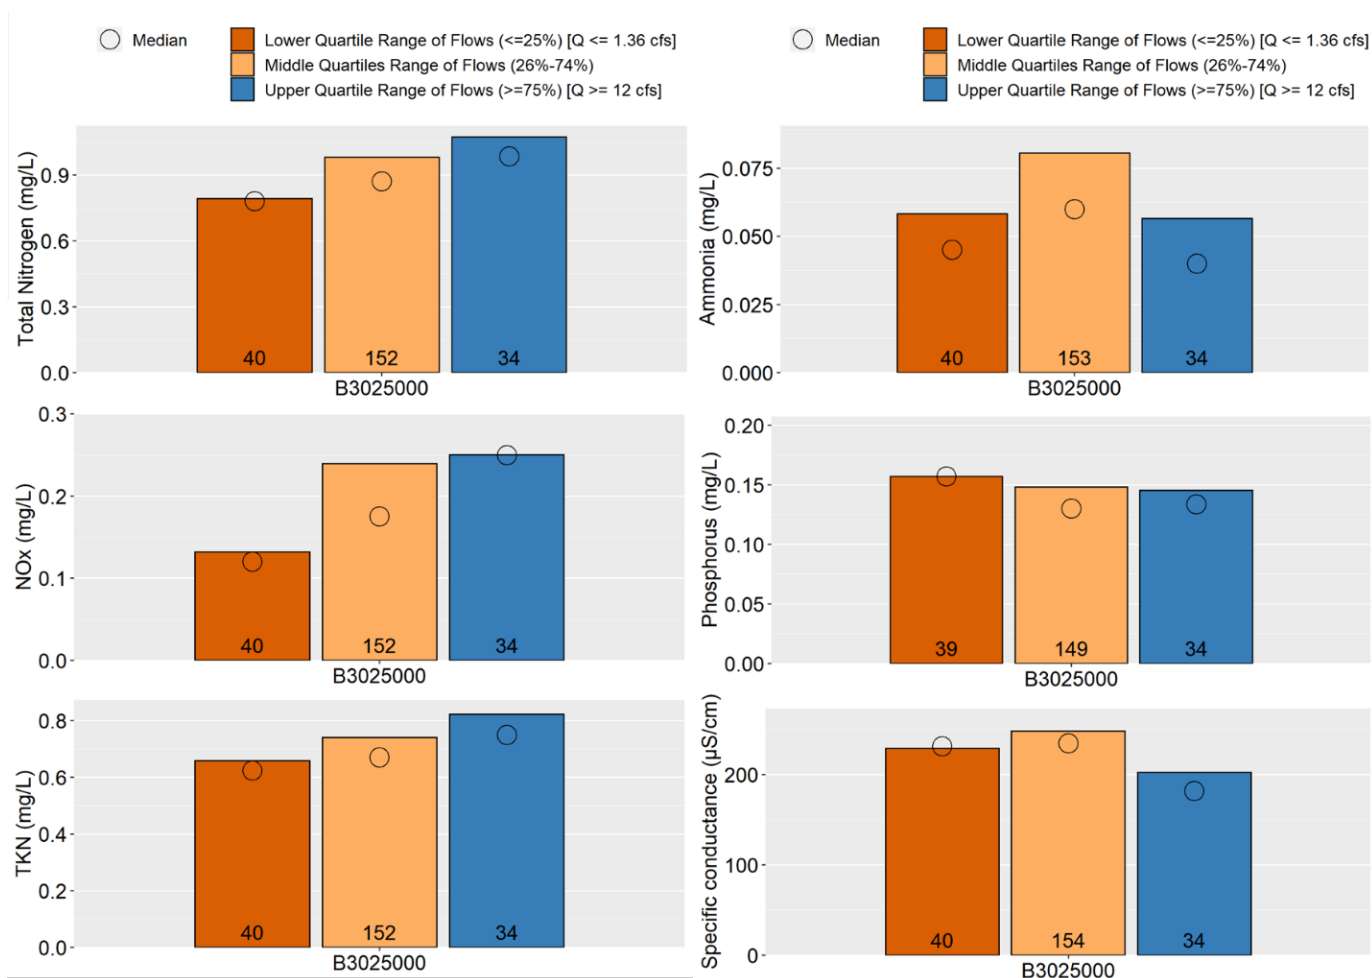 Median
Lower Quartile Range of Flows (<=25%) [Q <= 1.36 cfs]
Middle Quartiles Range of Flows (26%-74%)
Upper Quartile Range of Flows (>=75%) [Q >= 12 cfs]
Total Nitrogen (mg/L)
0.9
0.6
0.3
0.0
40
152
34
B3025000
Median
Lower Quartile Range of Flows (<=25%) [Q <= 1.36 cfs]
Middle Quartiles Range of Flows (26%-74%)
Upper Quartile Range of Flows (>=75%) [Q >= 12 cfs]
Ammonia (mg/L)
0.075
0.050
0.025
0.000
40
153
34
B3025000
NOx (mg/L)
0.3
0.2
0.1
0.0
40
152
34
B3025000
Phosphorus (mg/L)
0.20
0.15
0.10
0.05
0.00
39
149
34
B3025000
TKN (mg/L)
0.8
0.6
0.4
0.2
0.0
40
152
34
B3025000
Specific conductance (µS/cm)
200
100
0
40
154
34
B3025000